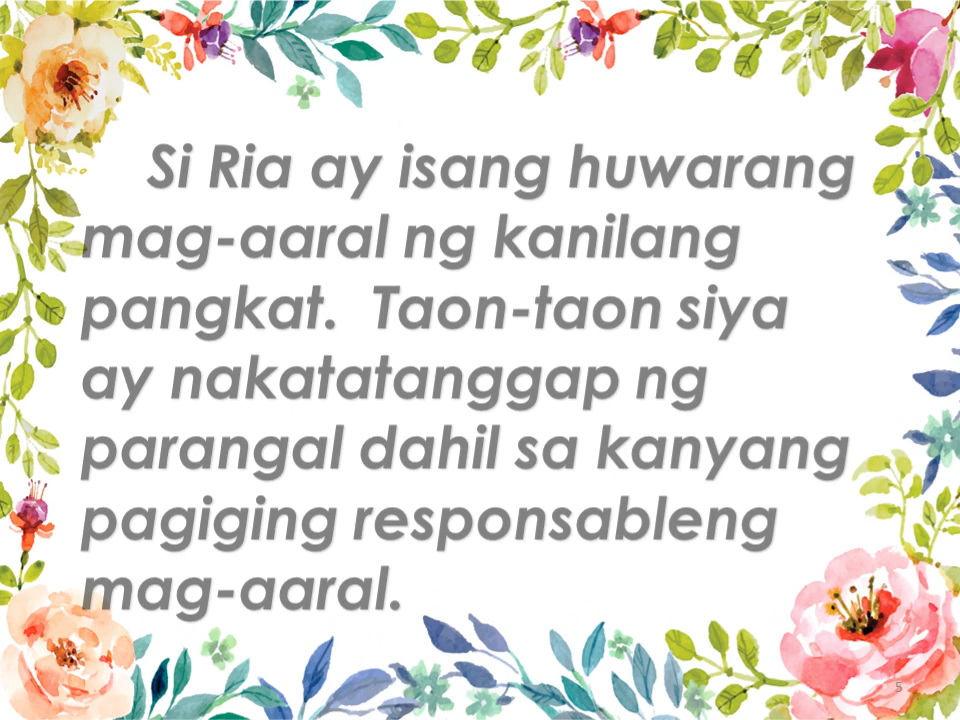 Si Ria ay isang huwarang
mag-aaral ng kanilang
pangkat. Taon-taon siya
ay nakatatanggap ng
parangal dahil sa kanyang
pagiging responsableng
mag-aaral.
5